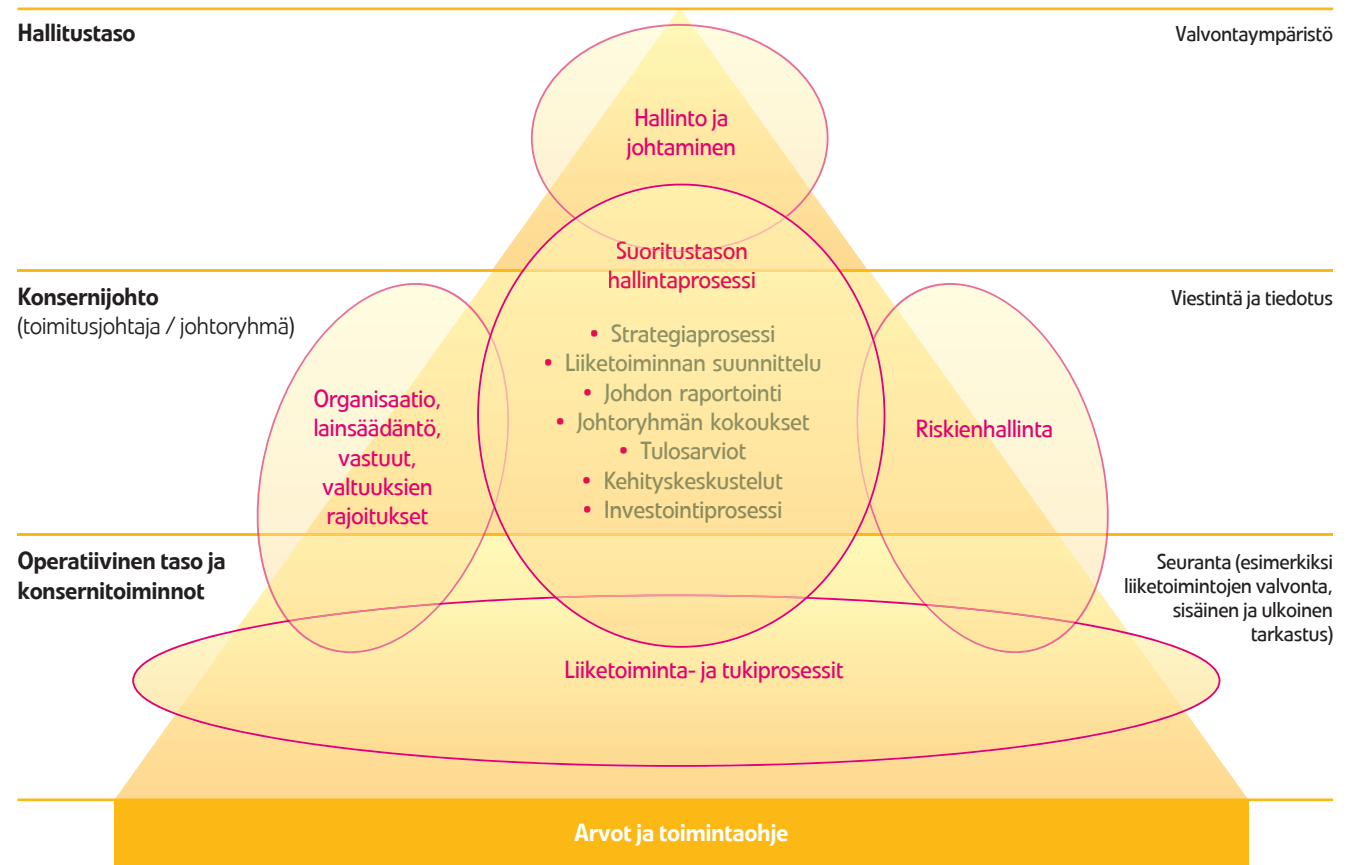 Hallitustaso
Valvontaympäristö
Hallinto ja
johtaminen
Suoritustason
hallintaprosessi
Konsernijohto
(toimitusjohtaja / johtoryhmä)
Viestintä ja tiedotus
• Strategiaprosessi
• Liiketoiminnan suunnittelu
• Johdon raportointi
• Johtoryhmän kokoukset
• Tulosarviot
• Kehityskeskustelut
• Investointiprosessi
Organisaatio,
lainsäädäntö,
vastuut,
valtuuksien
rajoitukset
Riskienhallinta
Operatiivinen taso ja
konsernitoiminnot
Seuranta (esimerkiksi
liiketoimintojen valvonta,
sisäinen ja ulkoinen
tarkastus)
Liiketoiminta- ja tukiprosessit
Arvot ja toimintaohje